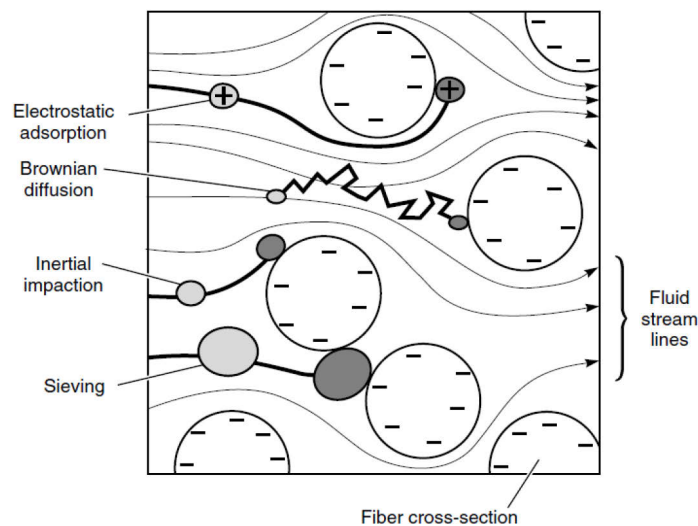 Electrostatic
adsorption
Brownian
diffusion
Inertial
impaction
Sieving
Fluid
stream
lines
Fiber cross-section